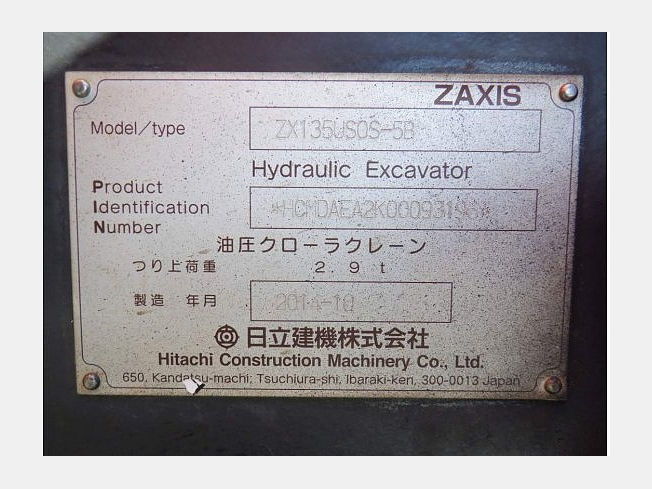 ZAXIS
Model/type ZX135USOS-5B
Hydraulic Excavator
Product
Identification
Number
油圧クローラクレーン
つり上荷重 2.9 t
製造 年月 2014-10
日立建機株式会社
Hitachi Construction Machinery Co., Ltd.
650, Kandatsu-machi, Tsuchiura-shi, Ibaraki-ken, 300-0013 Japan